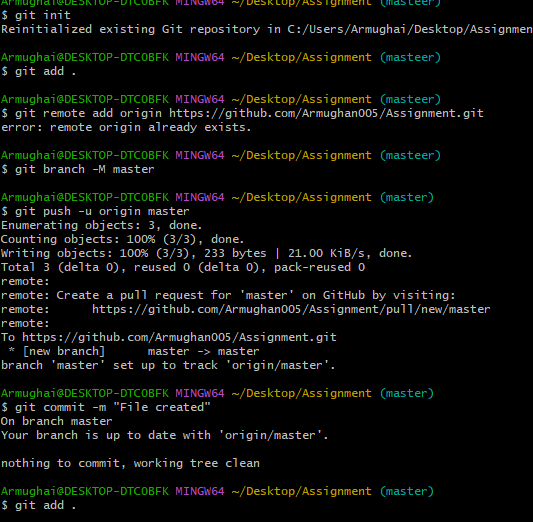 Armughai@DESKTOP-DTCOBFK MINGW64 ~/Desktop/Assignment (masteer)
$ git init
Reinitialized existing Git repository in C:/Users/Armughai/Desktop/Assignmen
Armughai@DESKTOP-DTCOBFK MINGW64 ~/Desktop/Assignment (masteer)
$ git add .
Armughai@DESKTOP-DTCOBFK MINGW64 ~/Desktop/Assignment (masteer)
$ git remote add origin https://github.com/Armughan005/Assignment.git
error: remote origin already exists.
Armughai@DESKTOP-DTCOBFK MINGW64 ~/Desktop/Assignment (masteer)
$ git branch -M master
Armughai@DESKTOP-DTCOBFK MINGW64 ~/Desktop/Assignment (master)
$ git push -u origin master
Enumerating objects: 3, done.
Counting objects: 100% (3/3), done.
Writing objects: 100% (3/3), 233 bytes | 21.00 KiB/s, done.
Total 3 (delta 0), reused 0 (delta 0), pack-reused 0
remote:
remote: Create a pull request for 'master' on GitHub by visiting:
remote:      https://github.com/Armughan005/Assignment/pull/new/master
remote:
To https://github.com/Armughan005/Assignment.git
 * [new branch]      master -> master
branch 'master' set up to track 'origin/master'.
Armughai@DESKTOP-DTCOBFK MINGW64 ~/Desktop/Assignment (master)
$ git commit -m "File created"
On branch master
Your branch is up to date with 'origin/master'.
nothing to commit, working tree clean
Armughai@DESKTOP-DTCOBFK MINGW64 ~/Desktop/Assignment (master)
$ git add .